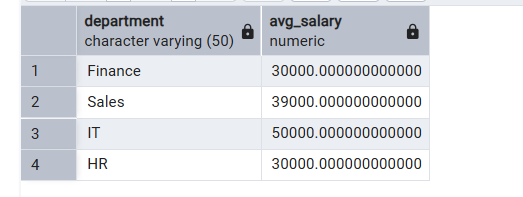 department avg_salary
character varying (50) numeric
1 Finance 30000.000000000000
2 Sales 39000.000000000000
3 IT 50000.000000000000
4 HR 30000.000000000000